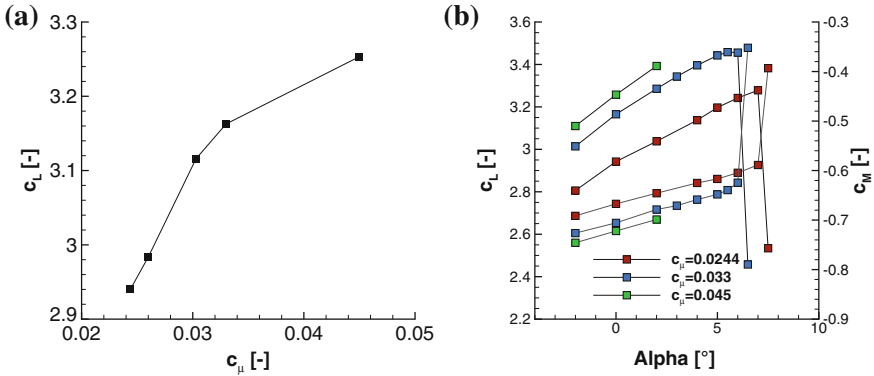 (a)
3.3
3.2
3.1
3
2.9
c_L [-]
0.02 0.03 0.04 0.05
c_μ [-]
(b)
3.6
3.4
3.2
3
2.8
2.6
2.4
2.2
c_L [-]
-0.3
-0.4
-0.5
-0.6
-0.7
-0.8
-0.9
c_M [-]
c_μ=0.0244
c_μ=0.033
c_μ=0.045
0 5 10
Alpha [°]